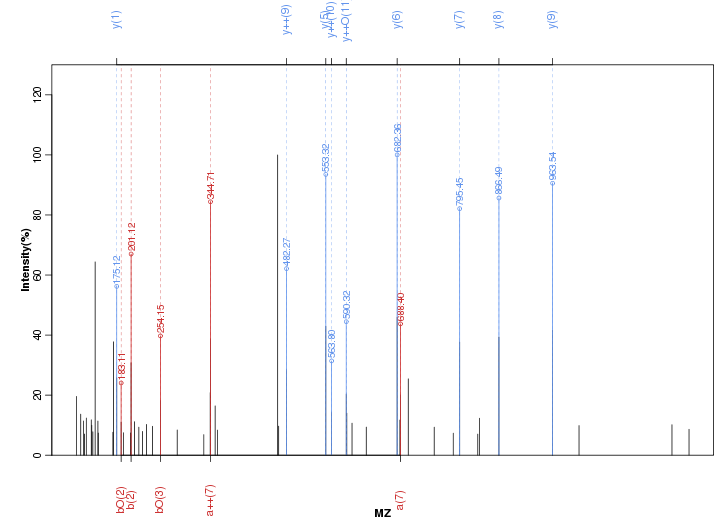 y(1) y++(9) y(5) y++(10) y++O(11 y(6) y(7) y(8) y(9)
Intensity(%)
0 20 40 60 80 100 120
175.12
183.11
201.12
254.15
344.71
482.27
553.32
563.80
590.32
682.36
688.40
795.45
866.49
963.54
bO(2) b(2) bO(3) a++(7) a(7)
MZ